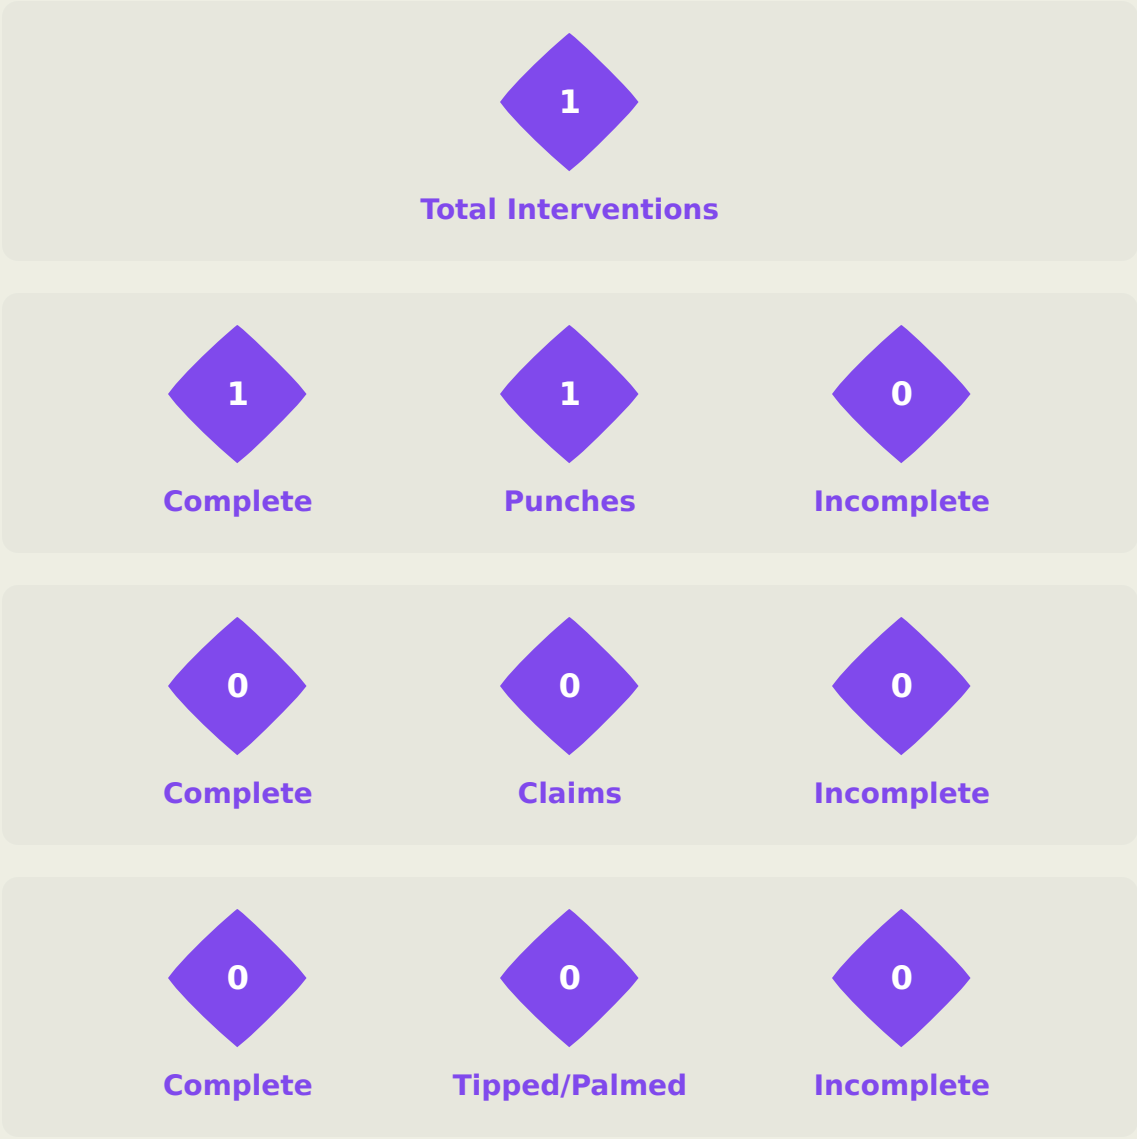 1
Total Interventions
1 1 0
Complete Punches Incomplete
0 0 0
Complete Claims Incomplete
0 0 0
Complete Tipped/Palmed Incomplete